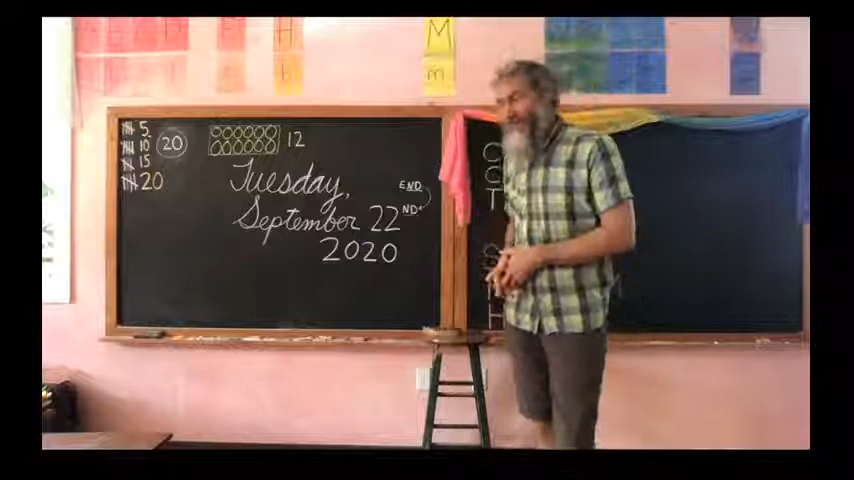 M
m
5
10
15
20
20
12
Tuesday,
END
September 22 ND
2020
T
H